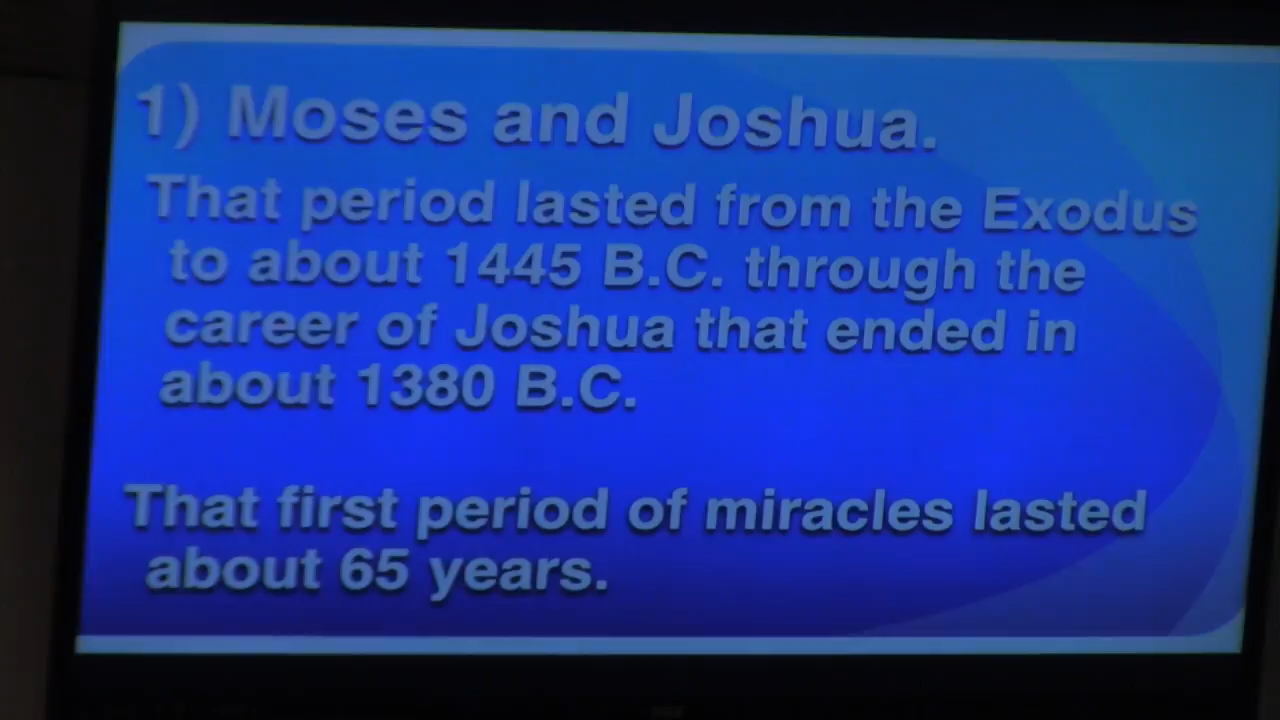 1) Moses and Joshua.
That period lasted from the Exodus
to about 1445 B.C. through the
career of Joshua that ended in
about 1380 B.C.
That first period of miracles lasted
about 65 years.